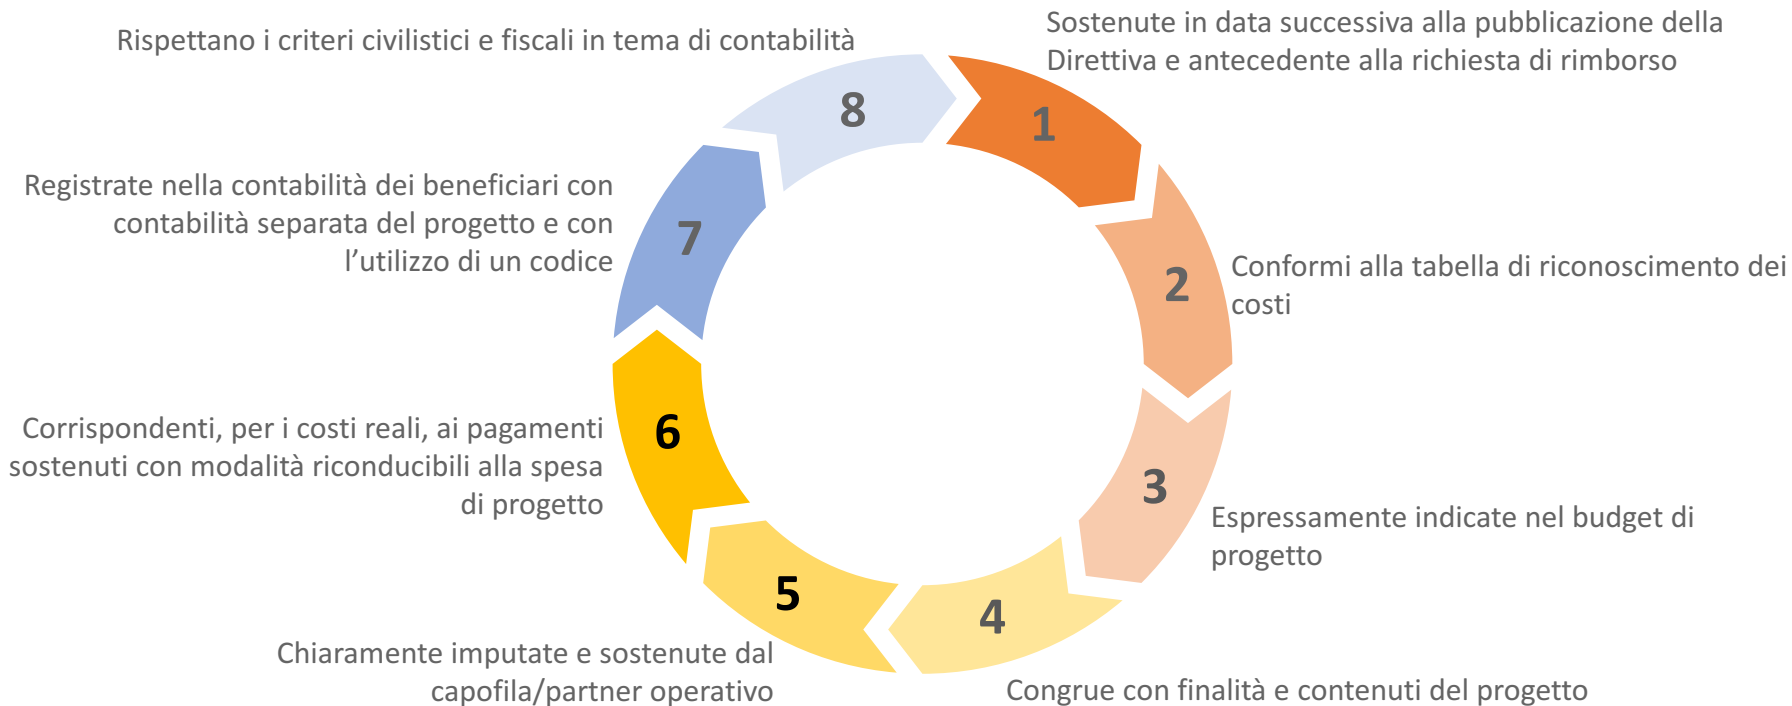 1
Sostenute in data successiva alla pubblicazione della
Direttiva e antecedente alla richiesta di rimborso
2
Conformi alla tabella di riconoscimento dei
costi
3
Espressamente indicate nel budget di
progetto
4
Congrue con finalità e contenuti del progetto
5
Chiaramente imputate e sostenute dal
capofila/partner operativo
6
Corrispondenti, per i costi reali, ai pagamenti
sostenuti con modalità riconducibili alla spesa
di progetto
7
Registrate nella contabilità dei beneficiari con
contabilità separata del progetto e con
l’utilizzo di un codice
8
Rispettano i criteri civilistici e fiscali in tema di contabilità